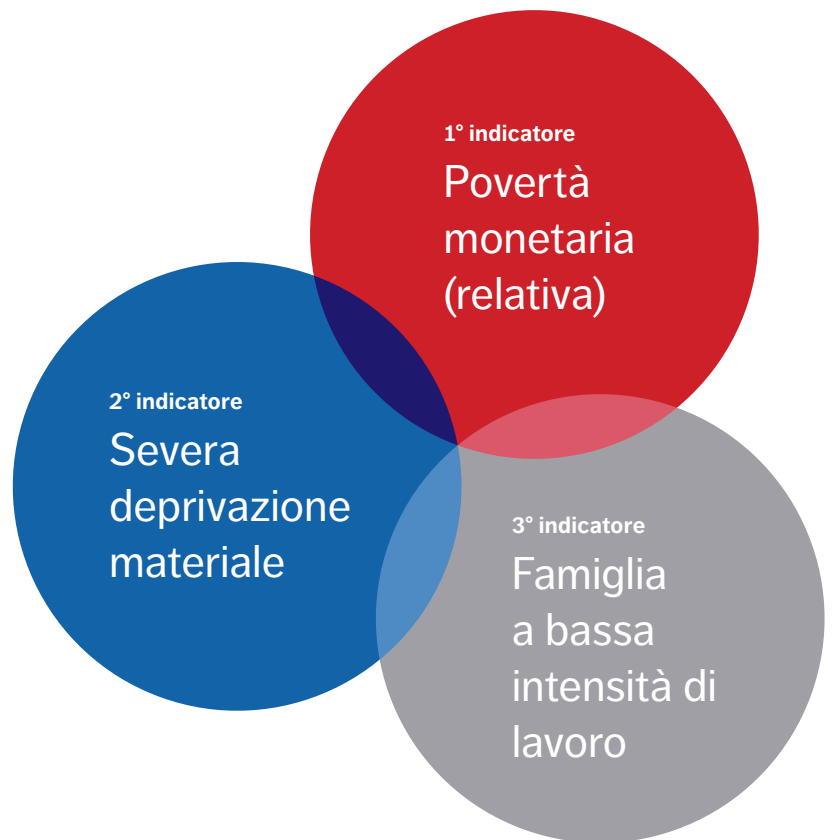 1° indicatore
Povertà
monetaria
(relativa)
2° indicatore
Severa
deprivazione
materiale
3° indicatore
Famiglia
a bassa
intensità di
lavoro